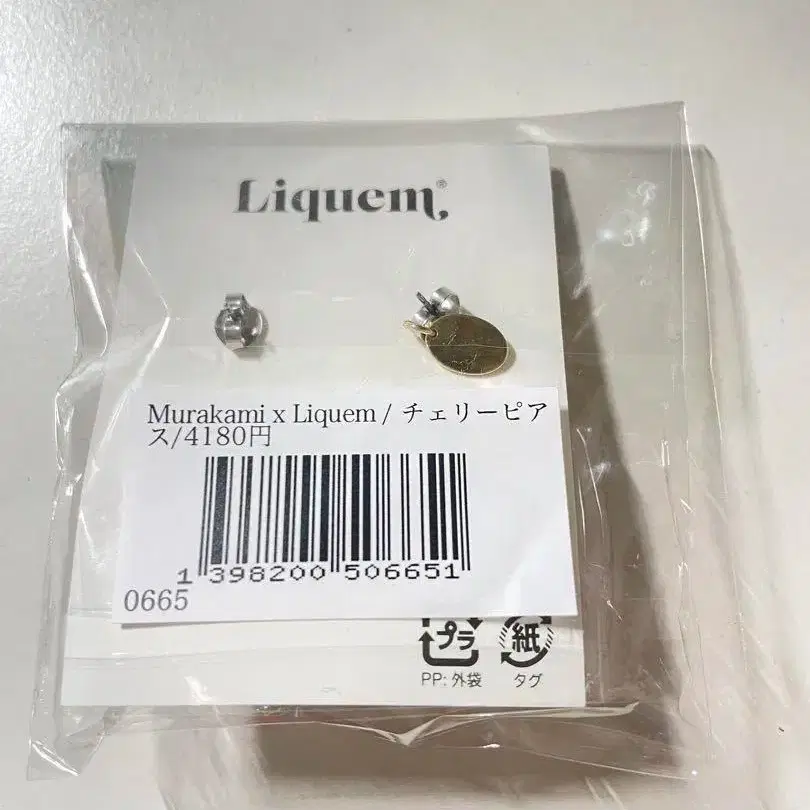 Liquem®
Murakami x Liquem / チェリーピア
ス/4180円
1 398200 506651
0665
プラ 紙
PP: 外袋 タグ